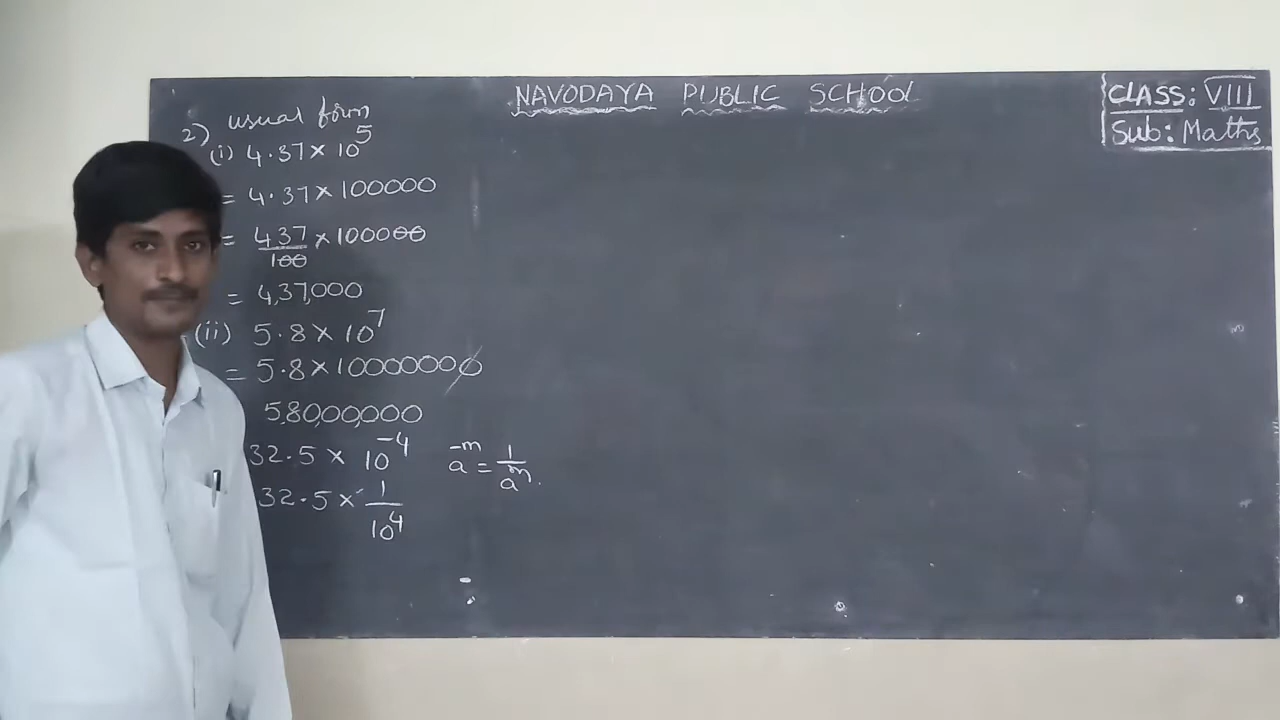 NAVODAYA PUBLIC SCHOOL
CLASS: VIII
Sub: Maths
2) usual form
(i) 4.37 × 10^5
= 4.37 × 100000
= 437/100 × 100000
= 4,37,000
(ii) 5.8 × 10^7
= 5.8 × 10000000
5,80,00,000
32.5 × 10^-4
a^-m = 1/a^m.
32.5 × 1/10^4